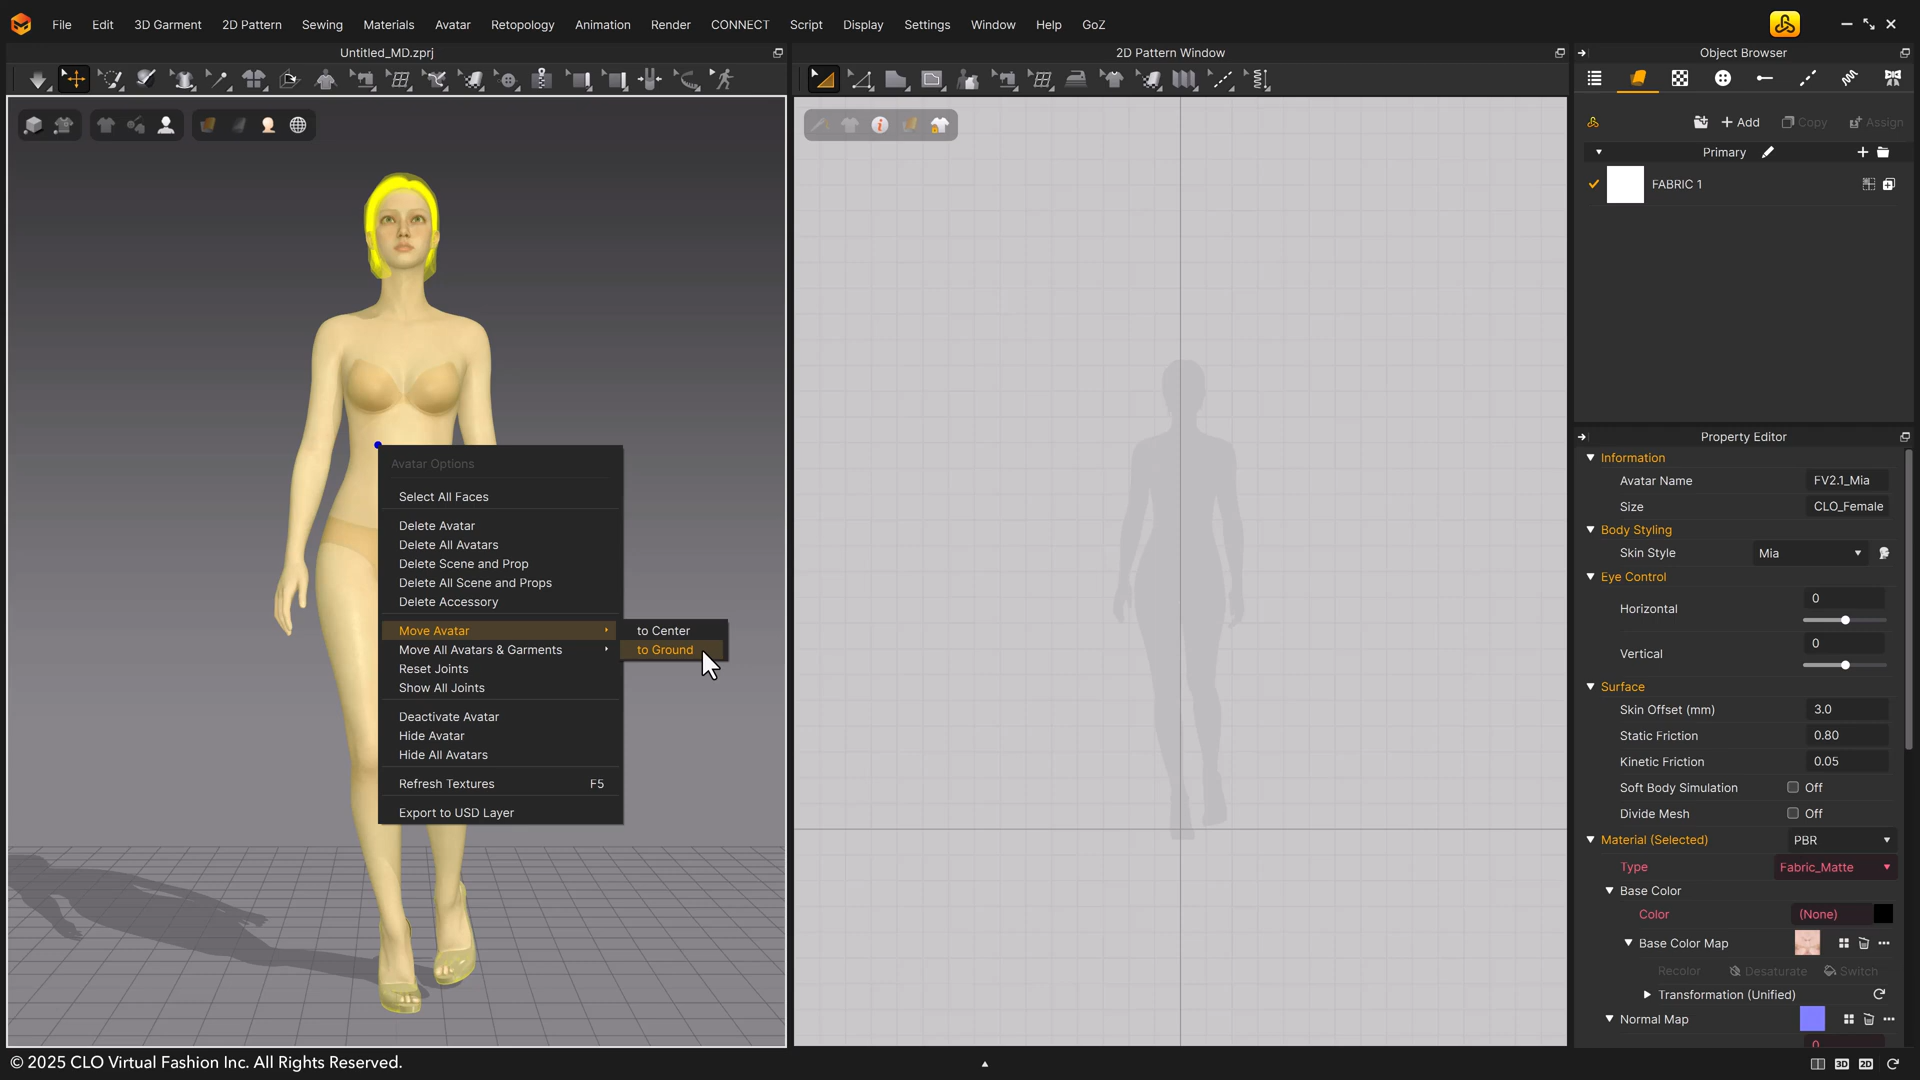 File Edit 3D Garment 2D Pattern Sewing Materials Avatar Retopology Animation Render CONNECT Script Display Settings Window Help GoZ
Untitled_MD.zprj
2D Pattern Window
Object Browser
Add Copy Assign
Primary
FABRIC 1
Avatar Options
Select All Faces
Delete Avatar
Delete All Avatars
Delete Scene and Prop
Delete All Scene and Props
Delete Accessory
Move Avatar
Move All Avatars & Garments
Reset Joints
Show All Joints
Deactivate Avatar
Hide Avatar
Hide All Avatars
Refresh Textures F5
Export to USD Layer
to Center
to Ground
Property Editor
Information
Avatar Name FV2.1_Mia
Size CLO_Female
Body Styling
Skin Style Mia
Eye Control
Horizontal 0
Vertical 0
Surface
Skin Offset (mm) 3.0
Static Friction 0.80
Kinetic Friction 0.05
Soft Body Simulation Off
Divide Mesh Off
Material (Selected) PBR
Type Fabric_Matte
Base Color
Color (None)
Base Color Map
Recolor Desaturate Switch
Transformation (Unified)
Normal Map
0
© 2025 CLO Virtual Fashion Inc. All Rights Reserved.
3D 2D